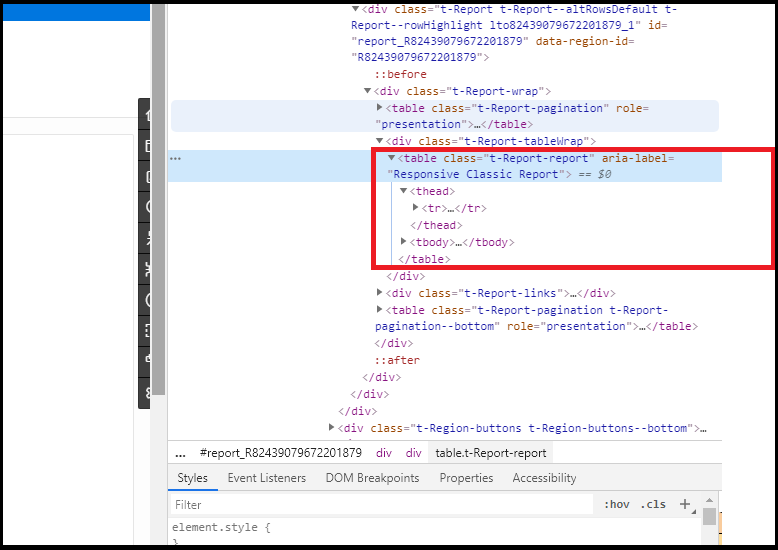 <div class="t-Report t-Report--altRowsDefault t-
Report--rowHighlight lto82439079672201879_1" id=
"report_R82439079672201879" data-region-id=
"R82439079672201879">
::before
<div class="t-Report-wrap">
<table class="t-Report-pagination" role=
"presentation">…</table>
<div class="t-Report-tableWrap">
… <table class="t-Report-report" aria-label=
"Responsive Classic Report"> == $0
<thead>
<tr>…</tr>
</thead>
<tbody>…</tbody>
</table>
</div>
<div class="t-Report-links">…</div>
<table class="t-Report-pagination t-Report-
pagination--bottom" role="presentation">…</table>
</div>
::after
</div>
</div>
</div>
<div class="t-Region-buttons t-Region-buttons--bottom">…
… #report_R82439079672201879 div div table.t-Report-report
Styles Event Listeners DOM Breakpoints Properties Accessibility
Filter :hov .cls +
element.style {
}